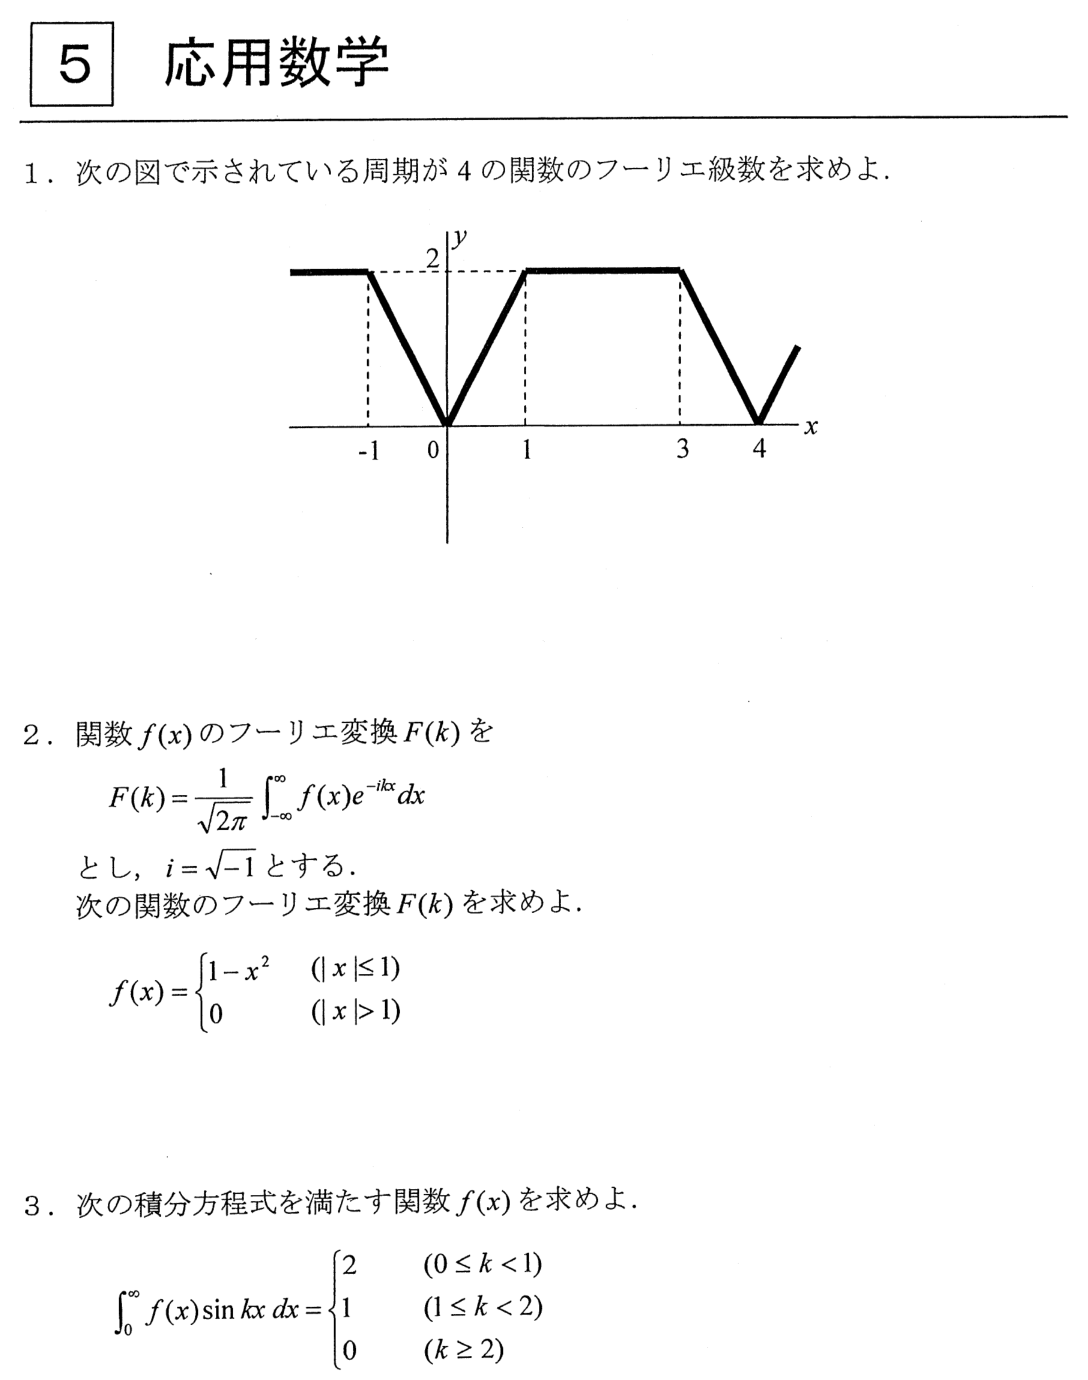 5 応用数学
1．次の図で示されている周期が 4 の関数のフーリエ級数を求めよ．
y
2
x
-1 0 1 3 4
2．関数 f(x) のフーリエ変換 F(k) を
F(k) = \frac{1}{\sqrt{2π}} ∫_{-∞}^{∞} f(x)e^{-ikx} dx
とし， i = √-1 とする．
次の関数のフーリエ変換 F(k) を求めよ．
f(x) = { 1 - x² (| x |≤ 1)
0 (| x |> 1)
3．次の積分方程式を満たす関数 f(x) を求めよ．
∫_0^∞ f(x) sin kx dx = { 2 (0 ≤ k < 1)
1 (1 ≤ k < 2)
0 (k ≥ 2)